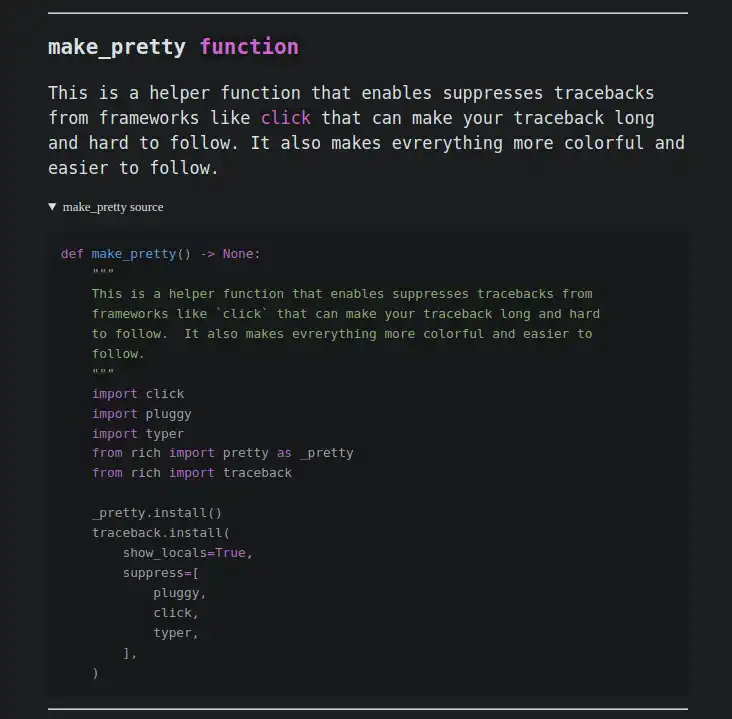 make_pretty function
This is a helper function that enables suppresses tracebacks
from frameworks like click that can make your traceback long
and hard to follow. It also makes evrerything more colorful and
easier to follow.
▼ make_pretty source
def make_pretty() -> None:
    """
    This is a helper function that enables suppresses tracebacks from
    frameworks like `click` that can make your traceback long and hard
    to follow.  It also makes evrerything more colorful and easier to
    follow.
    """
    import click
    import pluggy
    import typer
    from rich import pretty as _pretty
    from rich import traceback

    _pretty.install()
    traceback.install(
        show_locals=True,
        suppress=[
            pluggy,
            click,
            typer,
        ],
    )